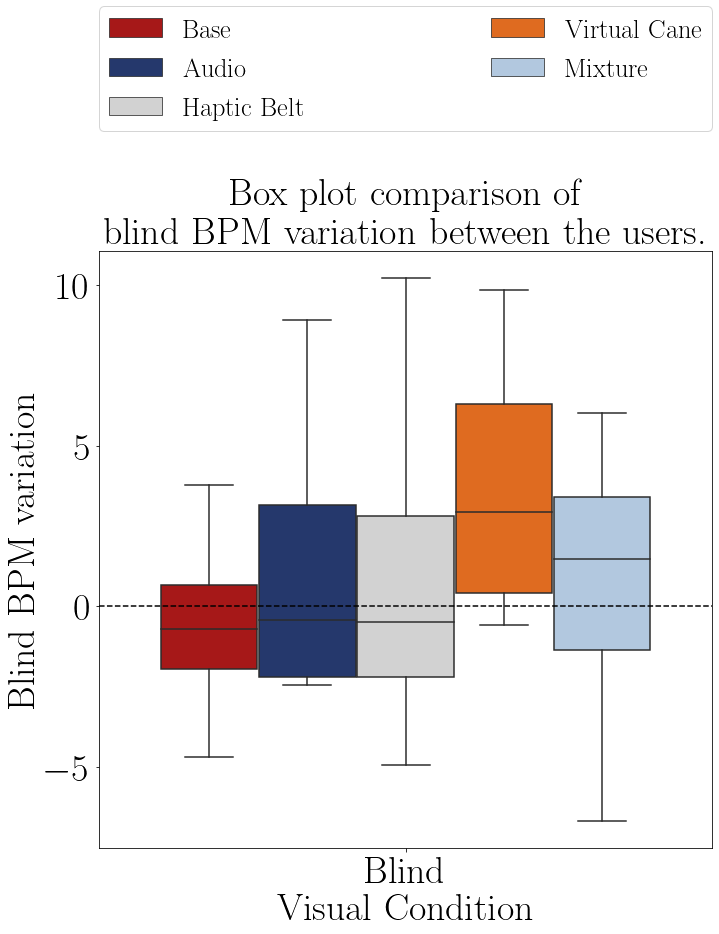 Base
Audio
Haptic Belt
Virtual Cane
Mixture
Box plot comparison of
blind BPM variation between the users.
Blind BPM variation
10
5
0
−5
Blind
Visual Condition